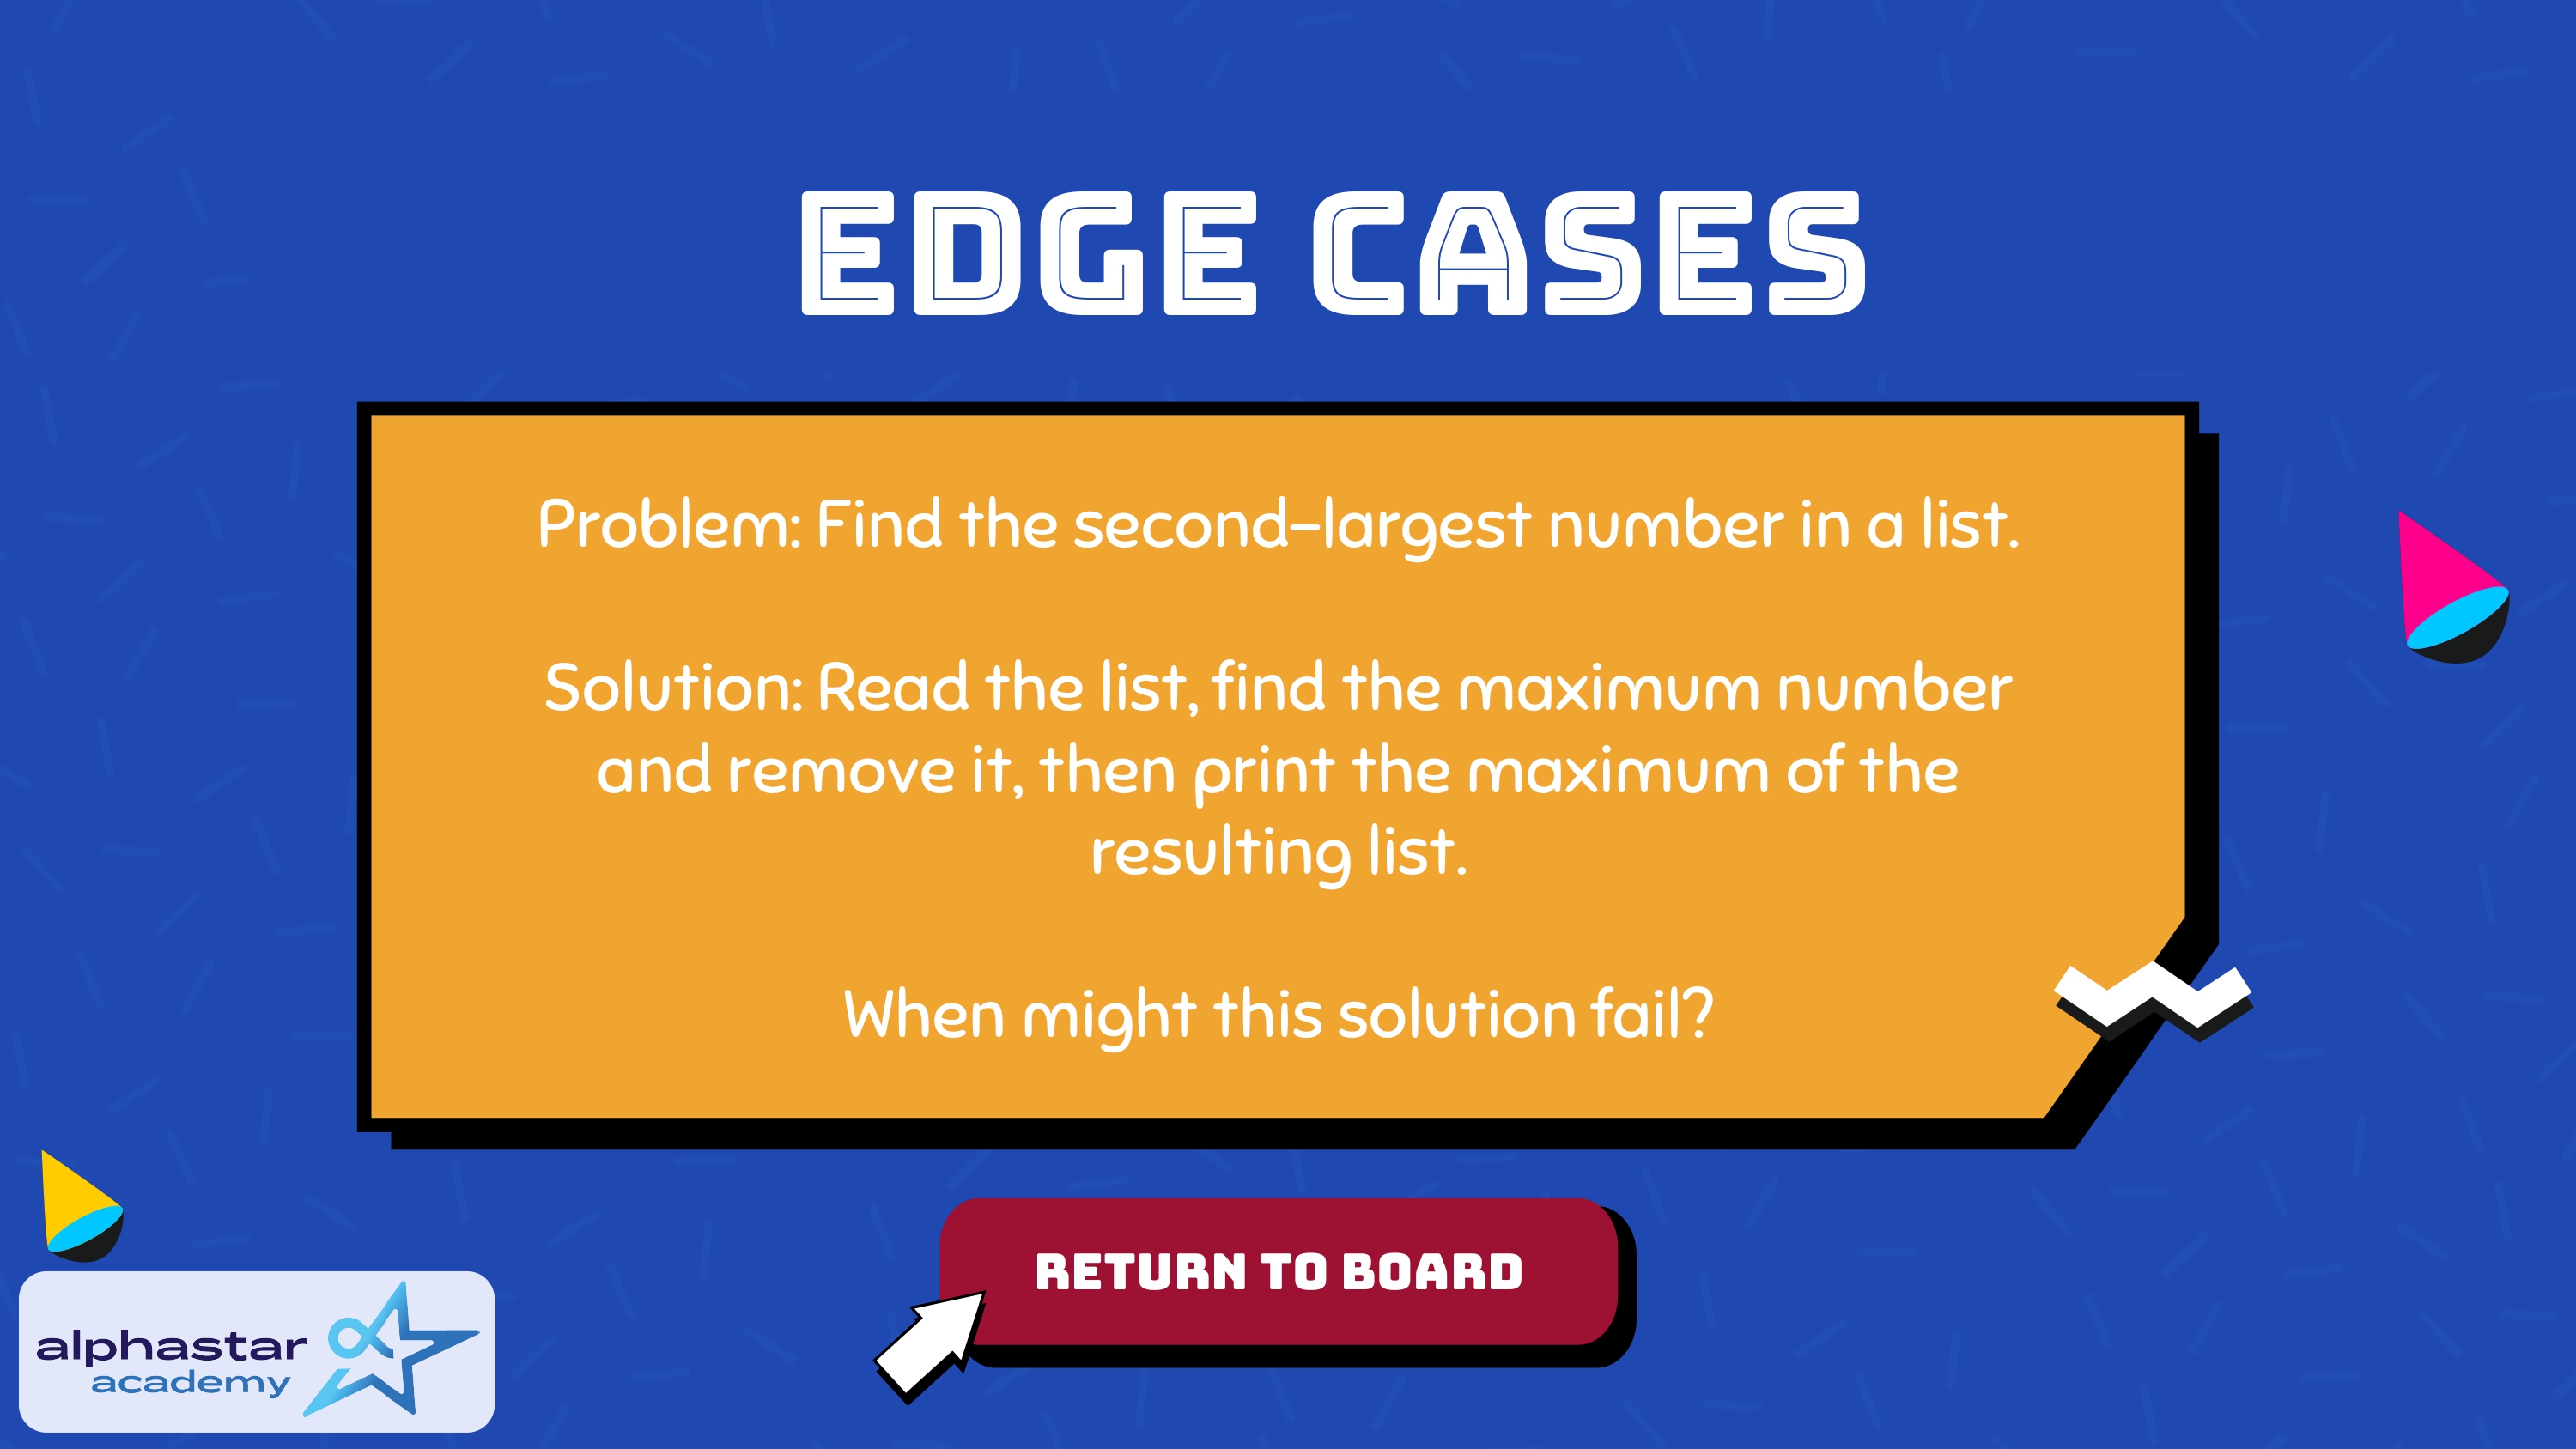 EDGE CASES
Problem: Find the second-largest number in a list.
Solution: Read the list, find the maximum number
and remove it, then print the maximum of the
resulting list.
When might this solution fail?
RETURN TO BOARD
alphastar
academy